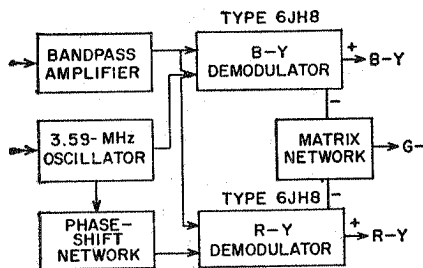 TYPE 6JH8
BANDPASS
AMPLIFIER
B-Y
DEMODULATOR
+
B-Y
-
3.59-MHz
OSCILLATOR
MATRIX
NETWORK
G-
-
TYPE 6JH8
PHASE-
SHIFT
NETWORK
R-Y
DEMODULATOR
+
R-Y